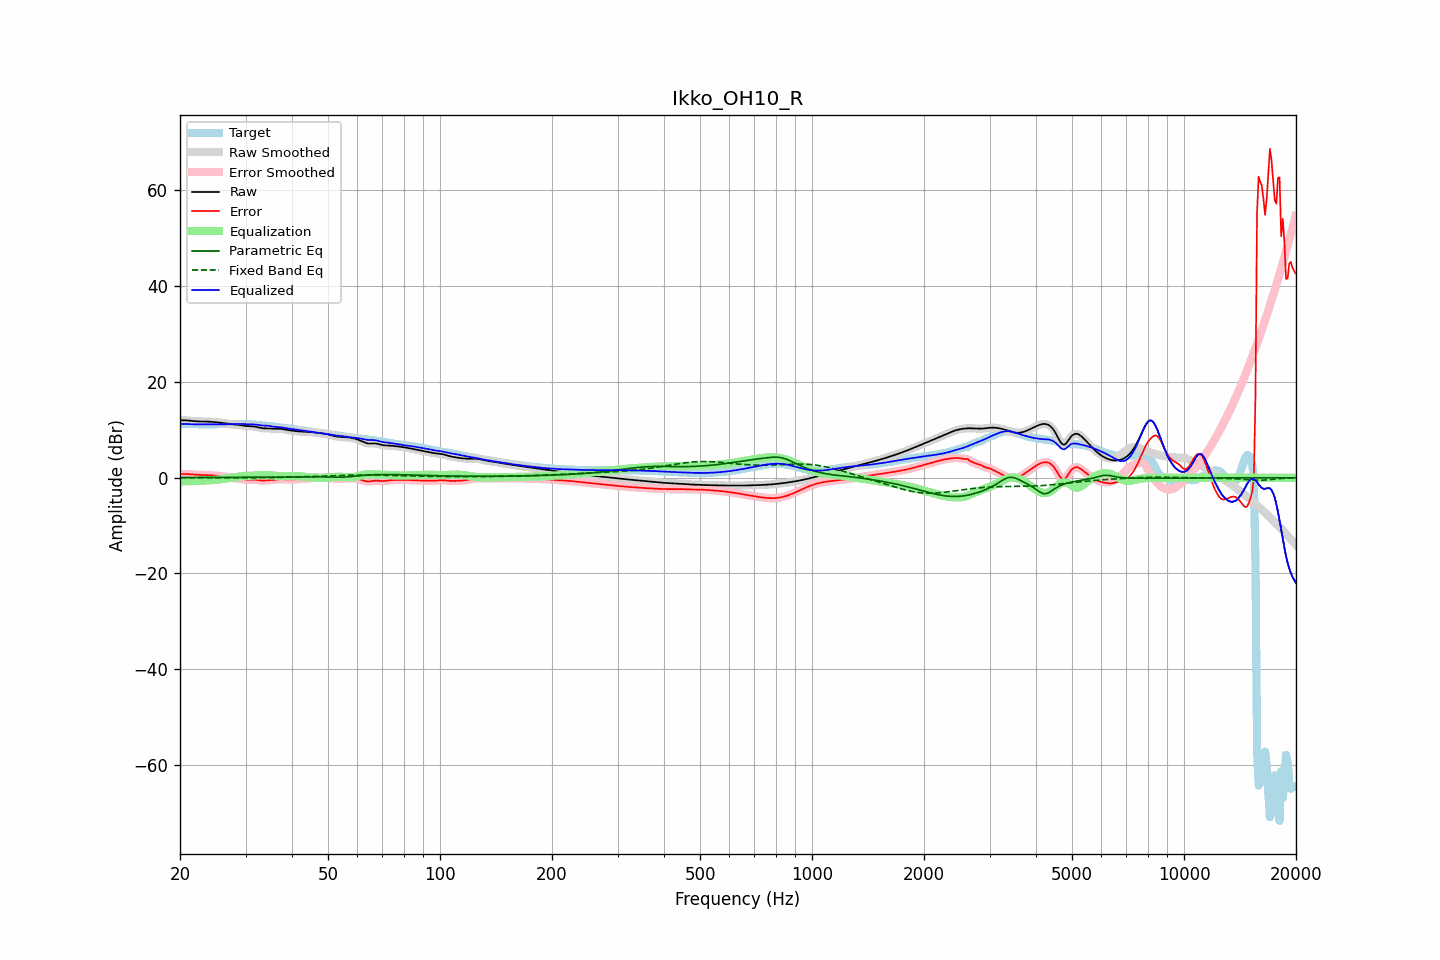 Ikko_OH10_R
Target
Raw Smoothed
Error Smoothed
Raw
Error
Equalization
Parametric Eq
Fixed Band Eq
Equalized
60
40
20
0
−20
−40
−60
Amplitude (dBr)
20
50
100
200
500
1000
2000
5000
10000
20000
Frequency (Hz)